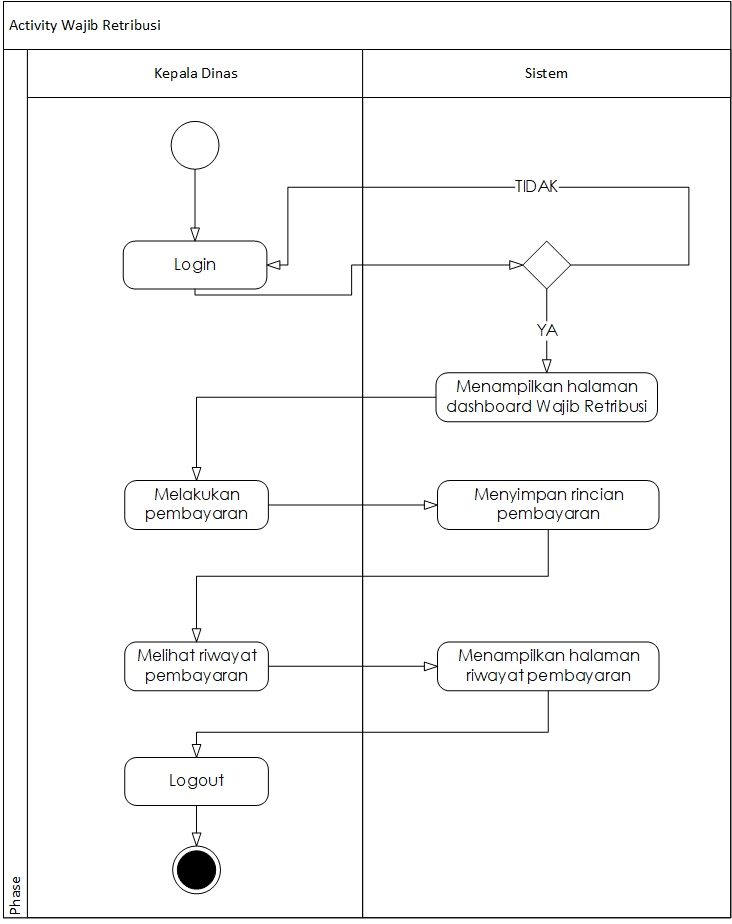 Activity Wajib Retribusi
Kepala Dinas
Sistem
TIDAK
Login
YA
Menampilkan halaman
dashboard Wajib Retribusi
Melakukan
pembayaran
Menyimpan rincian
pembayaran
Melihat riwayat
pembayaran
Menampilkan halaman
riwayat pembayaran
Logout
Phase